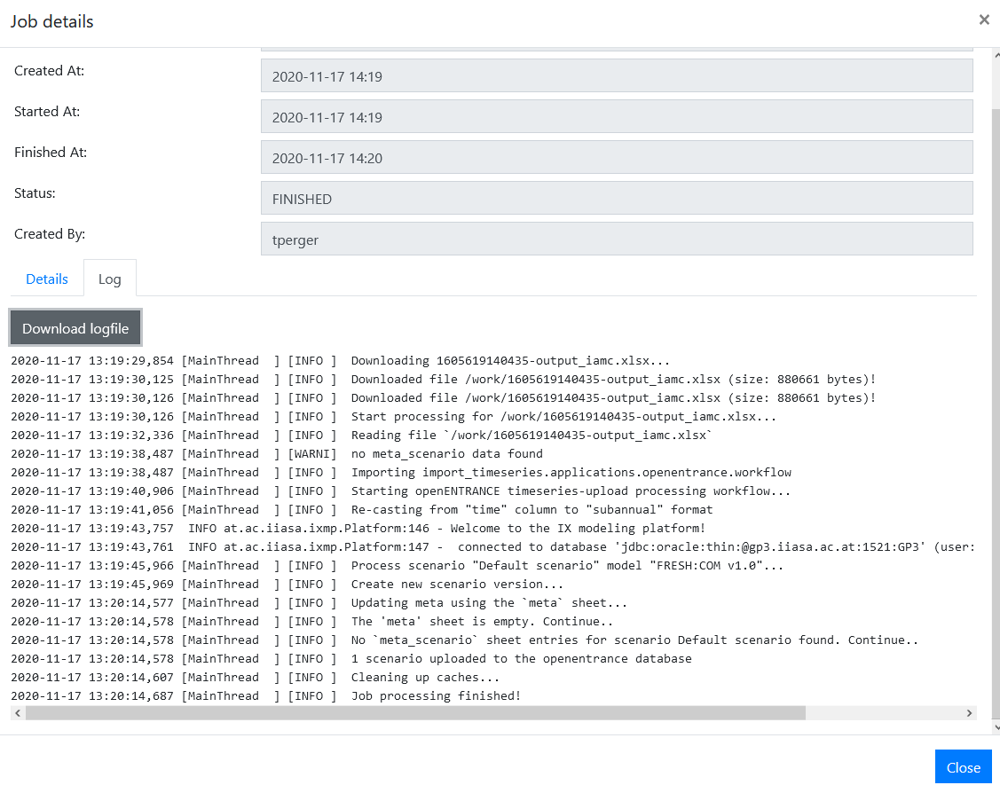 Job details
×
Created At:
2020-11-17 14:19
Started At:
2020-11-17 14:19
Finished At:
2020-11-17 14:20
Status:
FINISHED
Created By:
tperger
Details
Log
Download logfile
2020-11-17 13:19:29,854 [MainThread  ] [INFO ]  Downloading 1605619140435-output_iamc.xlsx...
2020-11-17 13:19:30,125 [MainThread  ] [INFO ]  Downloaded file /work/1605619140435-output_iamc.xlsx (size: 880661 bytes)!
2020-11-17 13:19:30,126 [MainThread  ] [INFO ]  Downloaded file /work/1605619140435-output_iamc.xlsx (size: 880661 bytes)!
2020-11-17 13:19:30,126 [MainThread  ] [INFO ]  Start processing for /work/1605619140435-output_iamc.xlsx...
2020-11-17 13:19:32,336 [MainThread  ] [INFO ]  Reading file `/work/1605619140435-output_iamc.xlsx`
2020-11-17 13:19:38,487 [MainThread  ] [WARNI]  no meta_scenario data found
2020-11-17 13:19:38,487 [MainThread  ] [INFO ]  Importing import_timeseries.applications.openentrance.workflow
2020-11-17 13:19:40,906 [MainThread  ] [INFO ]  Starting openENTRANCE timeseries-upload processing workflow...
2020-11-17 13:19:41,056 [MainThread  ] [INFO ]  Re-casting from "time" column to "subannual" format
2020-11-17 13:19:43,757  INFO at.ac.iiasa.ixmp.Platform:146 - Welcome to the IX modeling platform!
2020-11-17 13:19:43,761  INFO at.ac.iiasa.ixmp.Platform:147 -  connected to database 'jdbc:oracle:thin:@gp3.iiasa.ac.at:1521:GP3' (user:
2020-11-17 13:19:45,966 [MainThread  ] [INFO ]  Process scenario "Default scenario" model "FRESH:COM v1.0"...
2020-11-17 13:19:45,969 [MainThread  ] [INFO ]  Create new scenario version...
2020-11-17 13:20:14,577 [MainThread  ] [INFO ]  Updating meta using the `meta` sheet...
2020-11-17 13:20:14,578 [MainThread  ] [INFO ]  The 'meta' sheet is empty. Continue..
2020-11-17 13:20:14,578 [MainThread  ] [INFO ]  No `meta_scenario` sheet entries for scenario Default scenario found. Continue..
2020-11-17 13:20:14,578 [MainThread  ] [INFO ]  1 scenario uploaded to the openentrance database
2020-11-17 13:20:14,607 [MainThread  ] [INFO ]  Cleaning up caches...
2020-11-17 13:20:14,687 [MainThread  ] [INFO ]  Job processing finished!
Close